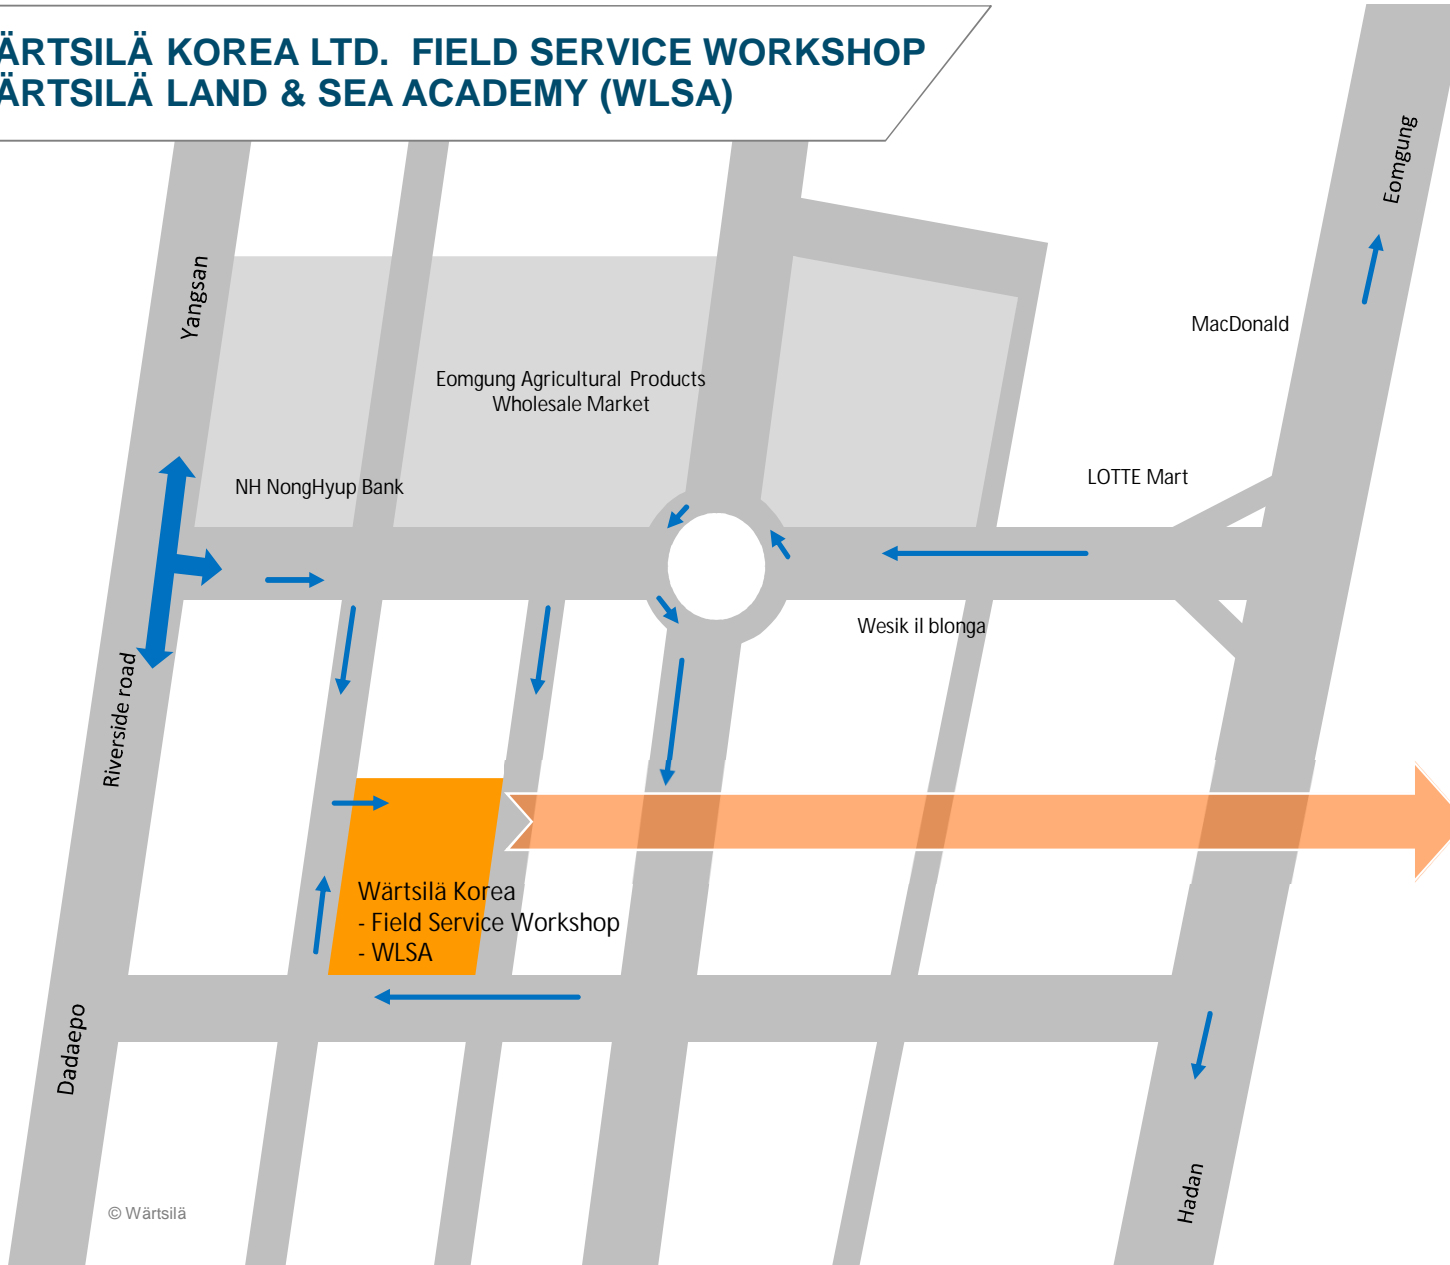 ÄRTSILÄ KOREA LTD. FIELD SERVICE WORKSHOP
ÄRTSILÄ LAND & SEA ACADEMY (WLSA)
Eomgung
Yangsan
MacDonald
Eomgung Agricultural Products
Wholesale Market
LOTTE Mart
NH NongHyup Bank
Wesik il blonga
Riverside road
Wärtsilä Korea
- Field Service Workshop
- WLSA
Dadaepo
Hadan
© Wärtsilä